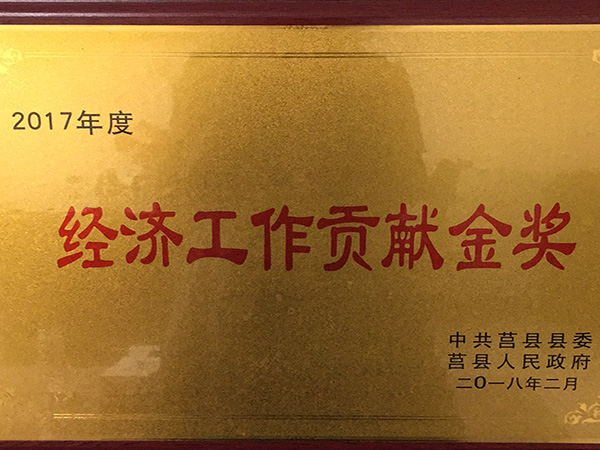 2017年度
经济工作贡献金奖
中共莒县县委
莒县人民政府
二〇一八年二月